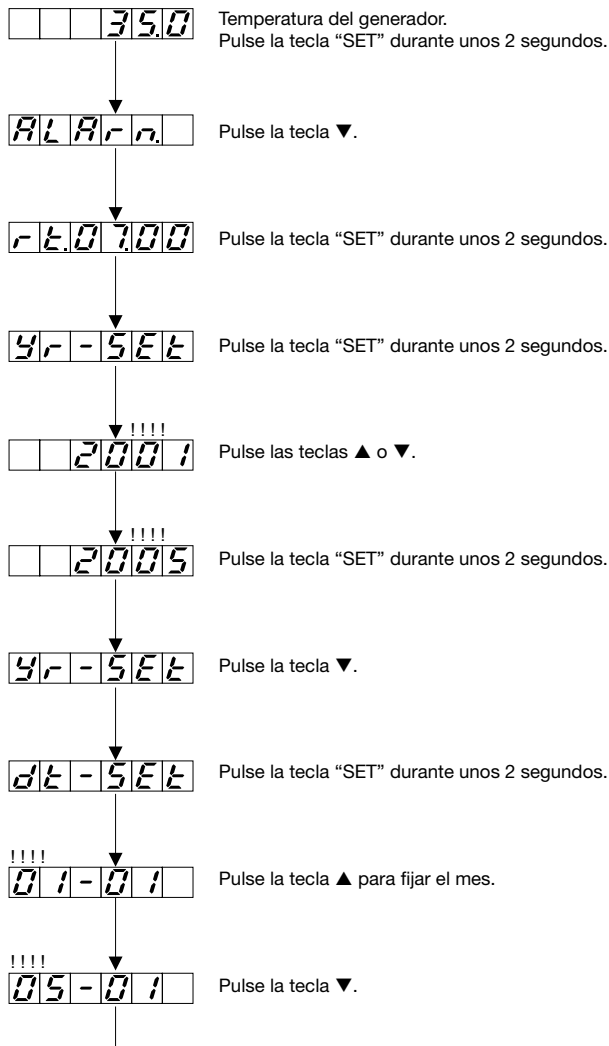 35.0 Temperatura del generador.
Pulse la tecla “SET” durante unos 2 segundos.
ALArn. Pulse la tecla ▼.
rt.07.00 Pulse la tecla “SET” durante unos 2 segundos.
Yr-SEt Pulse la tecla “SET” durante unos 2 segundos.
!!!!
2001 Pulse las teclas ▲ o ▼.
!!!!
2005 Pulse la tecla “SET” durante unos 2 segundos.
Yr-SEt Pulse la tecla ▼.
dt-SEt Pulse la tecla “SET” durante unos 2 segundos.
!!!!
01-01 Pulse la tecla ▲ para fijar el mes.
!!!!
05-01 Pulse la tecla ▼.